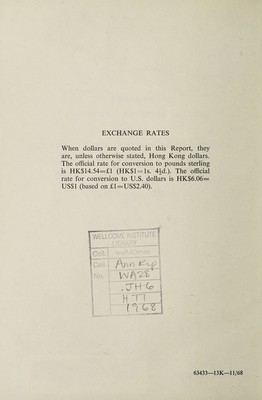 EXCHANGE RATES
When dollars are quoted in this Report, they
are, unless otherwise stated, Hong Kong dollars.
The official rate for conversion to pounds sterling
is HK$14.54=£1 (HK$1=1s. 4½d.). The official
rate for conversion to U.S. dollars is HK$6.06=
US$1 (based on £1=US$2.40).
WELLCOME INSTITUTE
LIBRARY
Coll. welMOmec
Call Ann Rep
No. WA28
.JH6
H77
1968
63433—13K—11/68